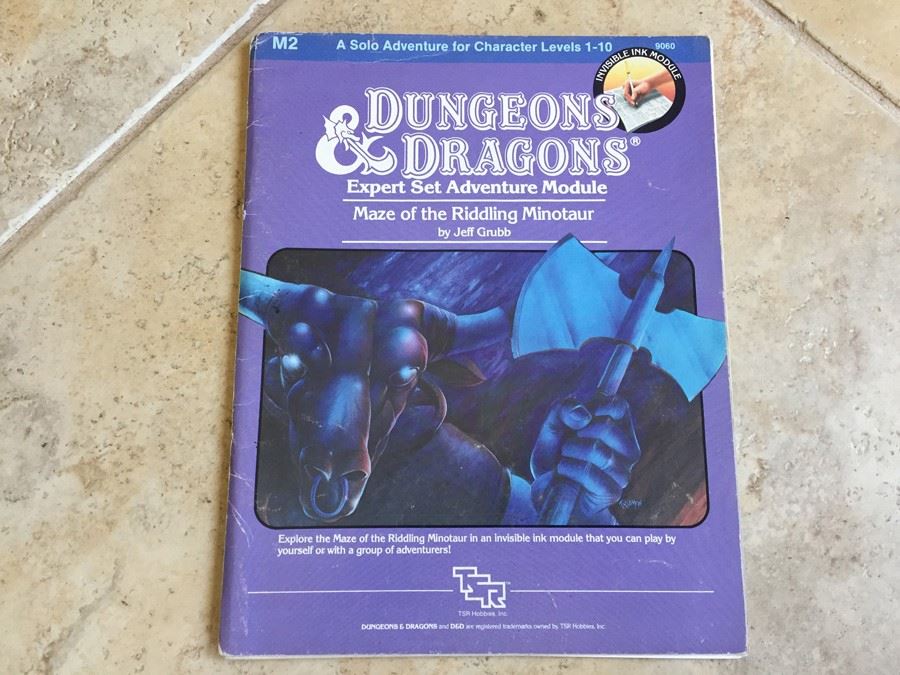 M2 A Solo Adventure for Character Levels 1-10 9060
INVISIBLE INK MODULE
DUNGEONS
& DRAGONS®
Expert Set Adventure Module
Maze of the Riddling Minotaur
by Jeff Grubb
Explore the Maze of the Riddling Minotaur in an invisible ink module that you can play by
yourself or with a group of adventurers!
TSR™
TSR Hobbies, Inc.
DUNGEONS & DRAGONS and D&D are registered trademarks owned by TSR Hobbies, Inc.